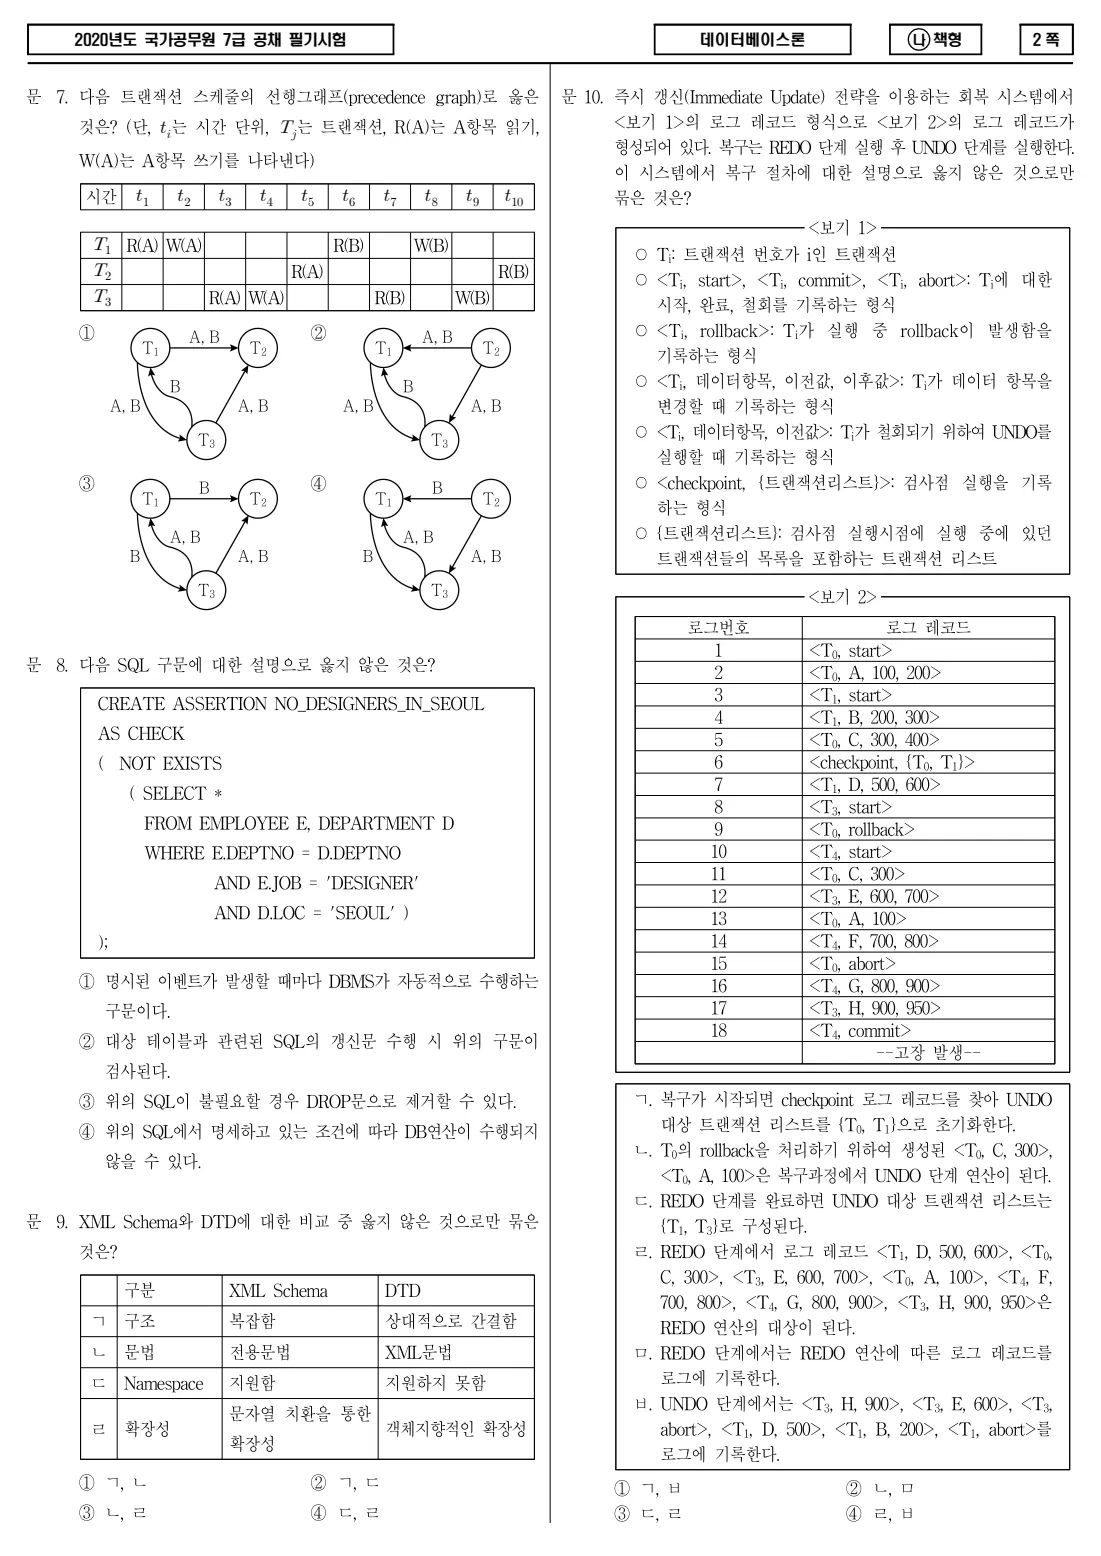 2020년도 국가공무원 7급 공채 필기시험
데이터베이스론
㉯ 책형
2 쪽
문 7. 다음 트랜잭션 스케줄의 선행그래프(precedence graph)로 옳은
것은? (단, tᵢ는 시간 단위, Tⱼ는 트랜잭션, R(A)는 A항목 읽기,
W(A)는 A항목 쓰기를 나타낸다)
시간 t₁ t₂ t₃ t₄ t₅ t₆ t₇ t₈ t₉ t₁₀
T₁ R(A) W(A) R(B) W(B)
T₂ R(A) R(B)
T₃ R(A) W(A) R(B) W(B)
① T₁ A, B T₂ B A, B A, B T₃
② T₁ A, B T₂ B A, B A, B T₃
③ T₁ B T₂ A, B B A, B T₃
④ T₁ B T₂ A, B B A, B T₃
문 8. 다음 SQL 구문에 대한 설명으로 옳지 않은 것은?
CREATE ASSERTION NO_DESIGNERS_IN_SEOUL
AS CHECK
( NOT EXISTS
( SELECT *
FROM EMPLOYEE E, DEPARTMENT D
WHERE E.DEPTNO = D.DEPTNO
AND E.JOB = 'DESIGNER'
AND D.LOC = 'SEOUL' )
);
① 명시된 이벤트가 발생할 때마다 DBMS가 자동적으로 수행하는
구문이다.
② 대상 테이블과 관련된 SQL의 갱신문 수행 시 위의 구문이
검사된다.
③ 위의 SQL이 불필요할 경우 DROP문으로 제거할 수 있다.
④ 위의 SQL에서 명세하고 있는 조건에 따라 DB연산이 수행되지
않을 수 있다.
문 9. XML Schema와 DTD에 대한 비교 중 옳지 않은 것으로만 묶은
것은?
구분 XML Schema DTD
ㄱ 구조 복잡함 상대적으로 간결함
ㄴ 문법 전용문법 XML문법
ㄷ Namespace 지원함 지원하지 못함
ㄹ 확장성 문자열 치환을 통한 확장성 객체지향적인 확장성
① ㄱ, ㄴ ② ㄱ, ㄷ
③ ㄴ, ㄹ ④ ㄷ, ㄹ
문 10. 즉시 갱신(Immediate Update) 전략을 이용하는 회복 시스템에서
<보기 1>의 로그 레코드 형식으로 <보기 2>의 로그 레코드가
형성되어 있다. 복구는 REDO 단계 실행 후 UNDO 단계를 실행한다.
이 시스템에서 복구 절차에 대한 설명으로 옳지 않은 것으로만
묶은 것은?
<보기 1>
○ Tᵢ: 트랜잭션 번호가 i인 트랜잭션
○ <Tᵢ, start>, <Tᵢ, commit>, <Tᵢ, abort>: Tᵢ에 대한
시작, 완료, 철회를 기록하는 형식
○ <Tᵢ, rollback>: Tᵢ가 실행 중 rollback이 발생함을
기록하는 형식
○ <Tᵢ, 데이터항목, 이전값, 이후값>: Tᵢ가 데이터 항목을
변경할 때 기록하는 형식
○ <Tᵢ, 데이터항목, 이전값>: Tᵢ가 철회되기 위하여 UNDO를
실행할 때 기록하는 형식
○ <checkpoint, {트랜잭션리스트}>: 검사점 실행을 기록
하는 형식
○ {트랜잭션리스트}: 검사점 실행시점에 실행 중에 있던
트랜잭션들의 목록을 포함하는 트랜잭션 리스트
<보기 2>
로그번호 로그 레코드
1 <T₀, start>
2 <T₀, A, 100, 200>
3 <T₁, start>
4 <T₁, B, 200, 300>
5 <T₀, C, 300, 400>
6 <checkpoint, {T₀, T₁}>
7 <T₁, D, 500, 600>
8 <T₃, start>
9 <T₀, rollback>
10 <T₄, start>
11 <T₀, C, 300>
12 <T₃, E, 600, 700>
13 <T₀, A, 100>
14 <T₄, F, 700, 800>
15 <T₀, abort>
16 <T₄, G, 800, 900>
17 <T₃, H, 900, 950>
18 <T₄, commit>
--고장 발생--
ㄱ. 복구가 시작되면 checkpoint 로그 레코드를 찾아 UNDO
대상 트랜잭션 리스트를 {T₀, T₁}으로 초기화한다.
ㄴ. T₀의 rollback을 처리하기 위하여 생성된 <T₀, C, 300>,
<T₀, A, 100>은 복구과정에서 UNDO 단계 연산이 된다.
ㄷ. REDO 단계를 완료하면 UNDO 대상 트랜잭션 리스트는
{T₁, T₃}로 구성된다.
ㄹ. REDO 단계에서 로그 레코드 <T₁, D, 500, 600>, <T₀,
C, 300>, <T₃, E, 600, 700>, <T₀, A, 100>, <T₄, F,
700, 800>, <T₄, G, 800, 900>, <T₃, H, 900, 950>은
REDO 연산의 대상이 된다.
ㅁ. REDO 단계에서는 REDO 연산에 따른 로그 레코드를
로그에 기록한다.
ㅂ. UNDO 단계에서는 <T₃, H, 900>, <T₃, E, 600>, <T₃,
abort>, <T₁, D, 500>, <T₁, B, 200>, <T₁, abort>를
로그에 기록한다.
① ㄱ, ㅂ ② ㄴ, ㅁ
③ ㄷ, ㄹ ④ ㄹ, ㅂ